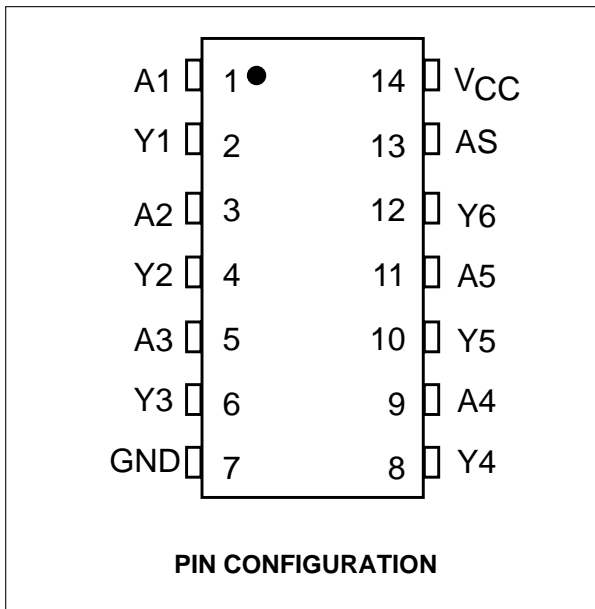 A1 1 14 VCC
Y1 2 13 AS
A2 3 12 Y6
Y2 4 11 A5
A3 5 10 Y5
Y3 6 9 A4
GND 7 8 Y4
PIN CONFIGURATION